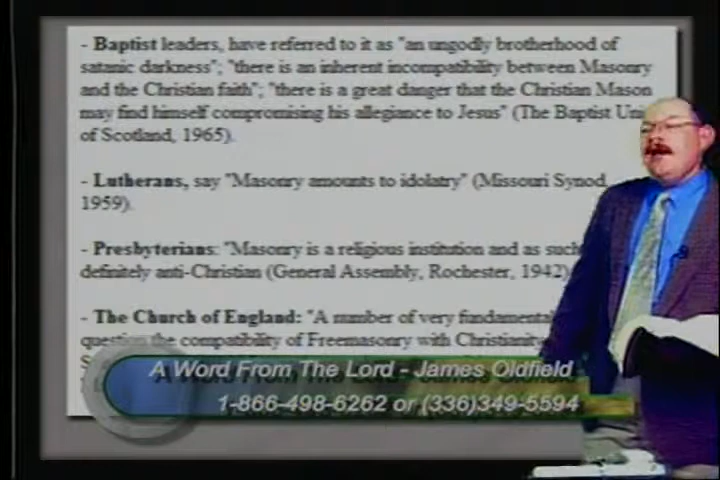 - Baptist leaders, have referred to it as "an ungodly brotherhood of
satanic darkness"; "there is an inherent incompatibility between Masonry
and the Christian faith"; "there is a great danger that the Christian Mason
may find himself compromising his allegiance to Jesus" (The Baptist Uni
of Scotland, 1965).
- Lutherans, say "Masonry amounts to idolatry" (Missouri Synod
1959).
- Presbyterians: "Masonry is a religious institution and as such
definitely anti-Christian (General Assembly, Rochester, 1942)
- The Church of England: "A number of very fundamental
question the compatibility of Freemasonry with Christianity
A Word From The Lord - James Oldfield
1-866-498-6262 or (336)349-5594